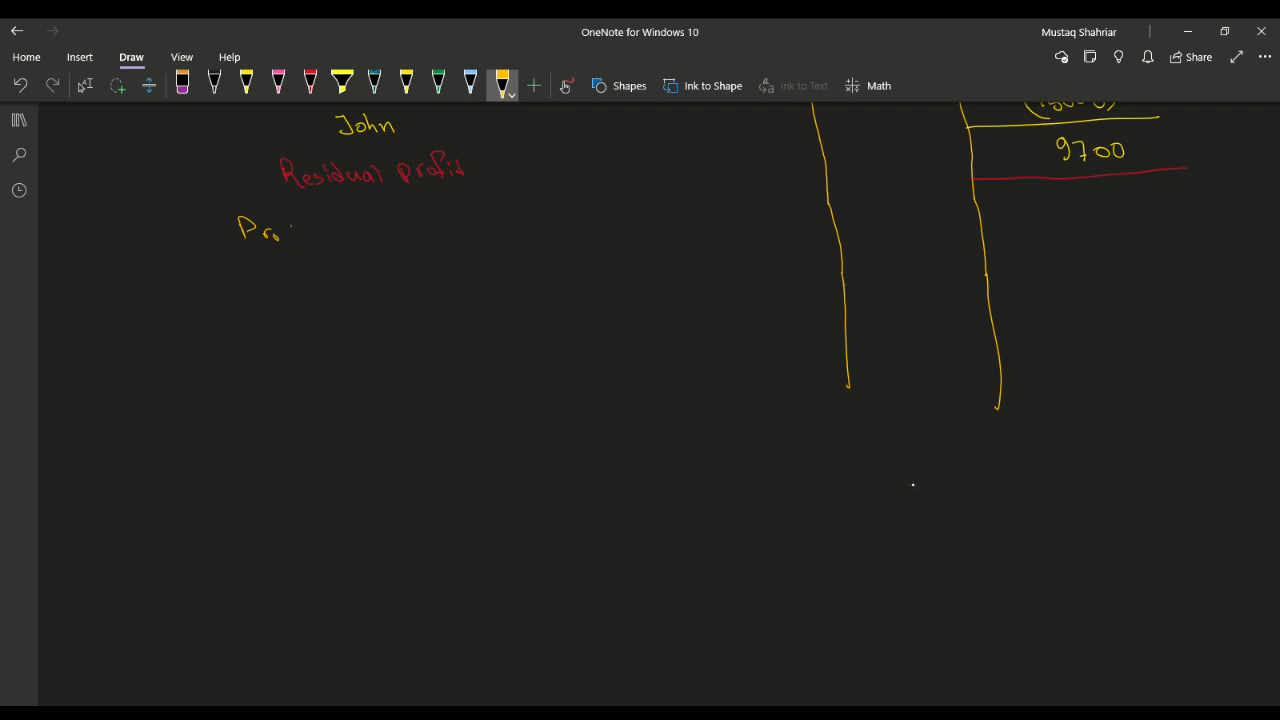 OneNote for Windows 10
Mustaq Shahriar
Home Insert Draw View Help
Shapes Ink to Shape Ink to Text Math Share
John
9700
Residual profit
Pro